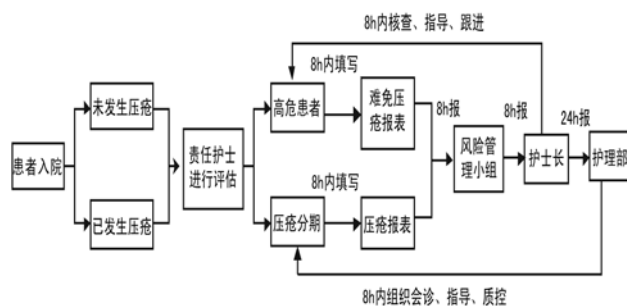 8h内核查、指导、跟进
8h内填写
未发生压疮
高危患者
难免压
疮报表
8h报
8h报
24h报
患者入院
责任护士
进行评估
风险管
理小组
护士长
护理部
8h内填写
已发生压疮
压疮分期
压疮报表
8h内组织会诊、指导、质控